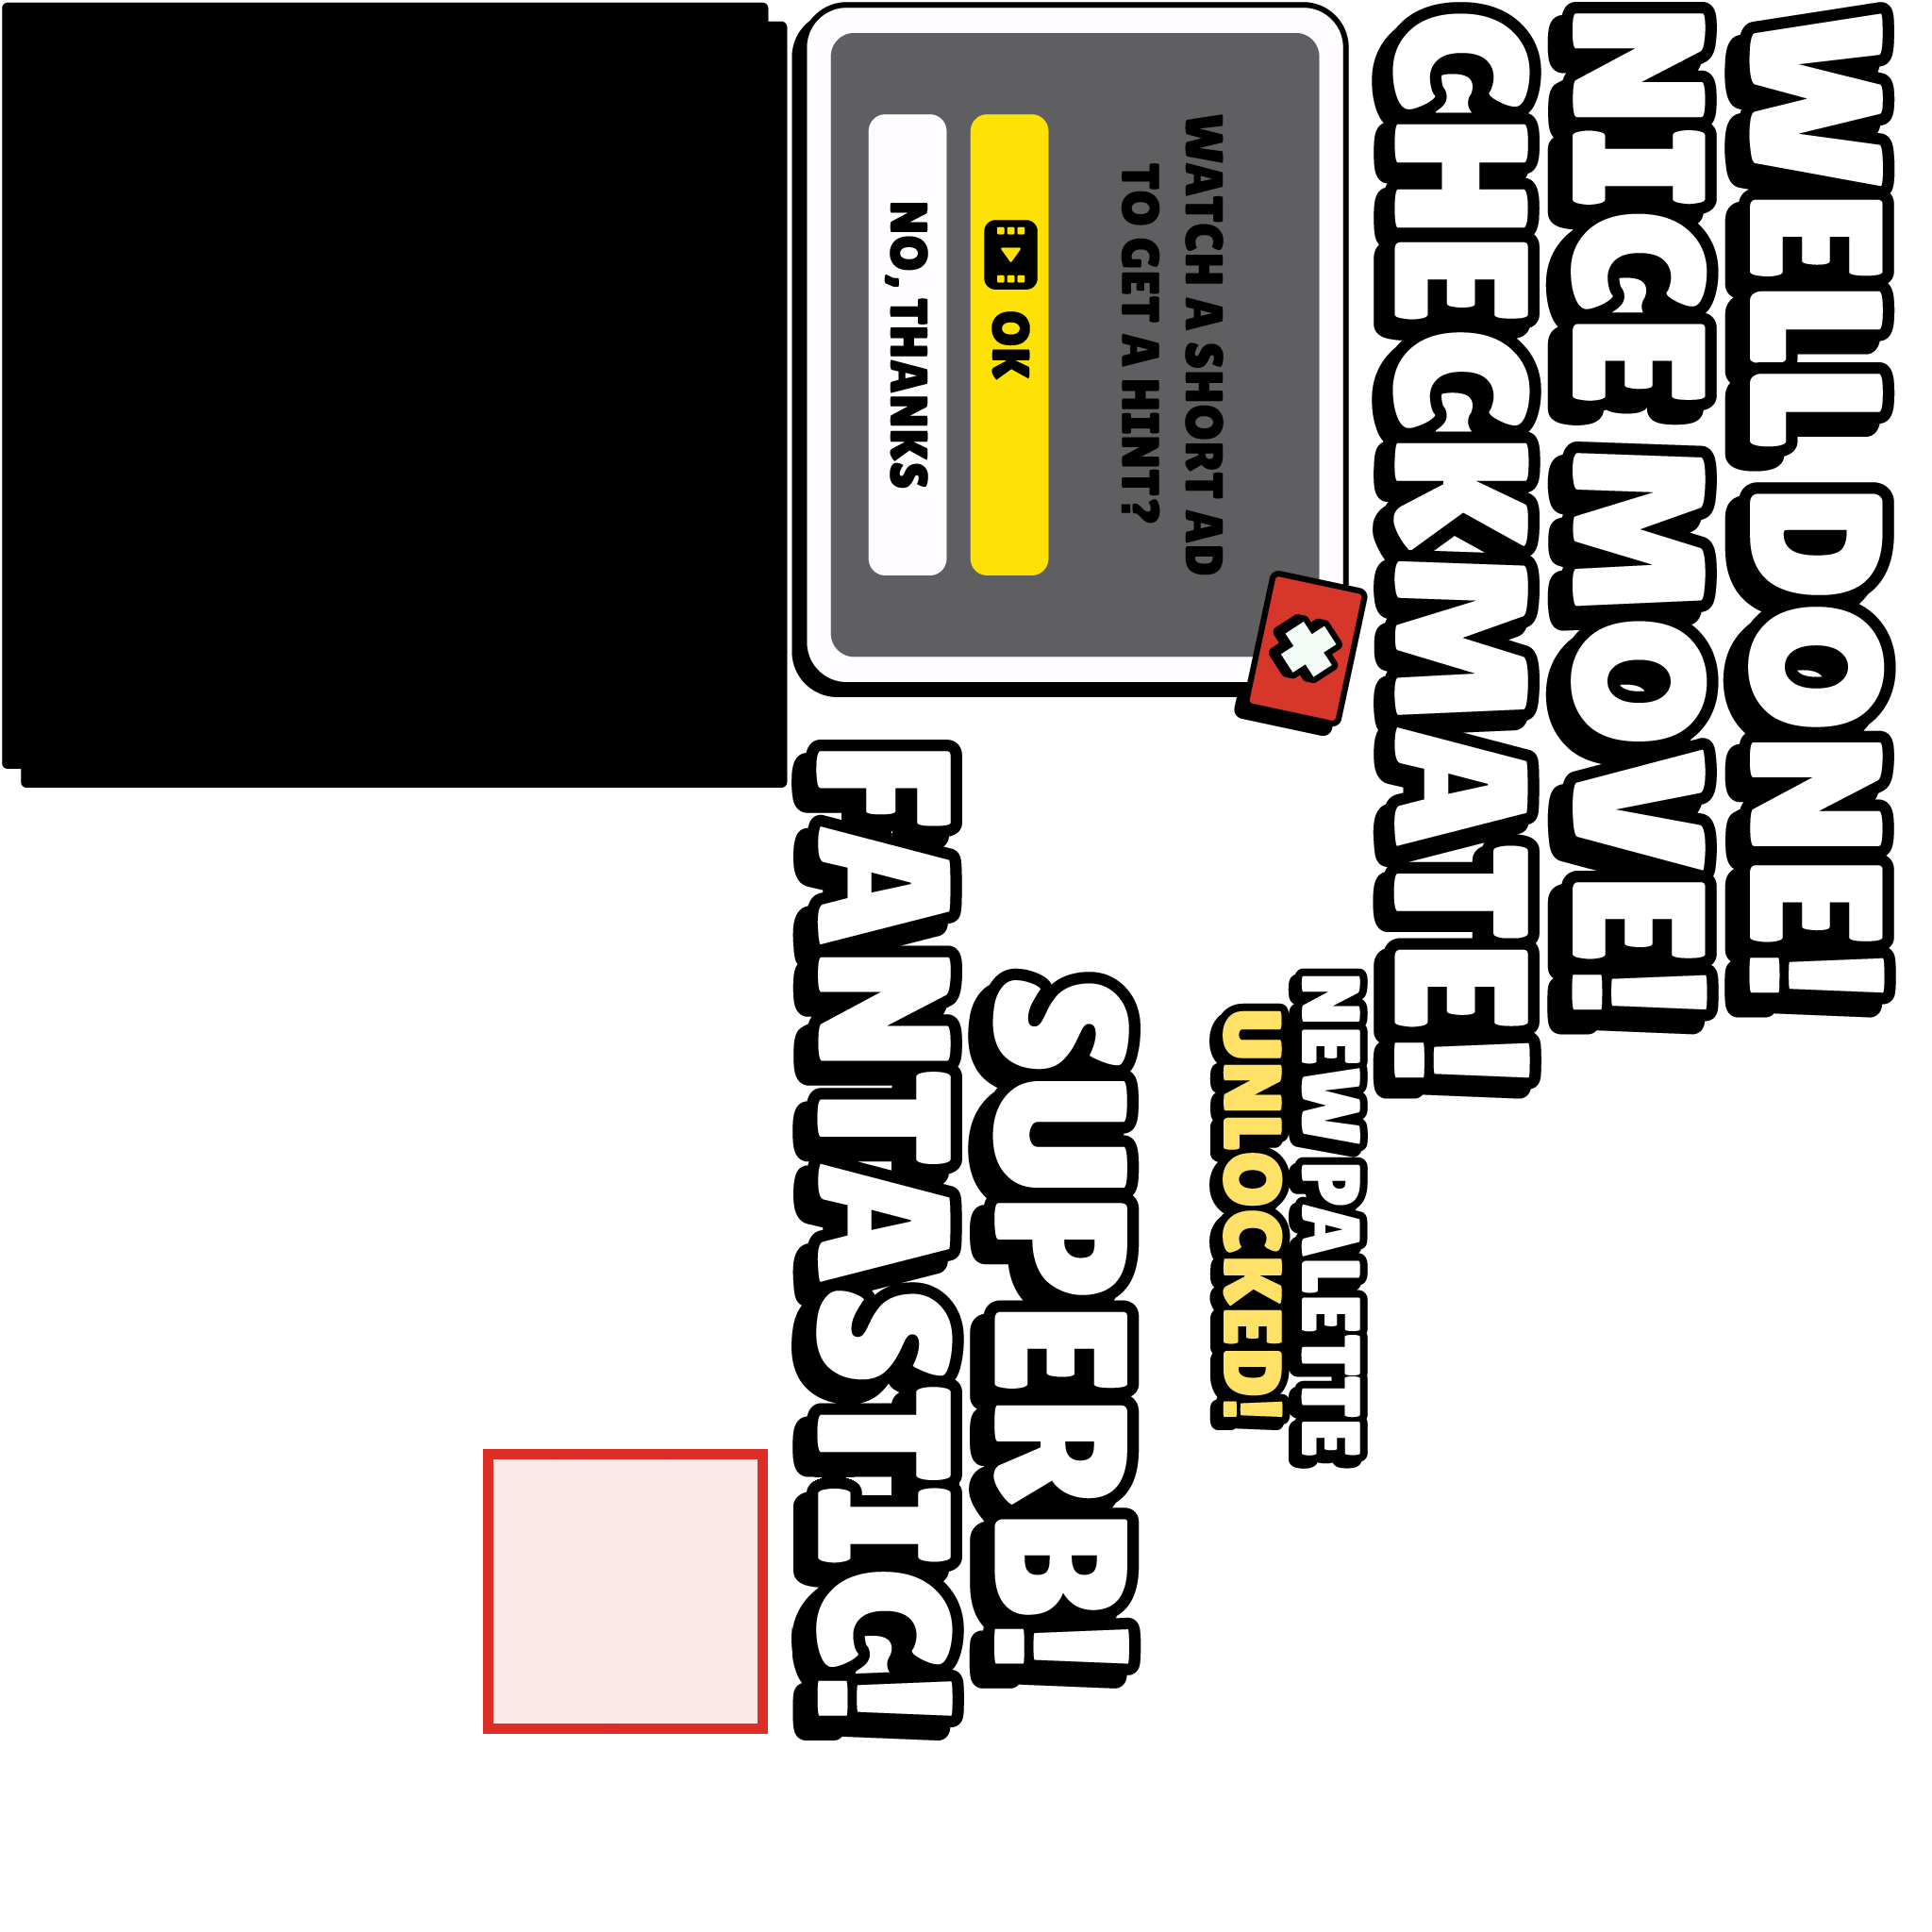 WELL DONE!
NICE MOVE!
CHECKMATE!
WATCH A SHORT AD
TO GET A HINT?
OK
NO, THANKS
NEW PALETTE
UNLOCKED!
SUPERB!
FANTASTIC!